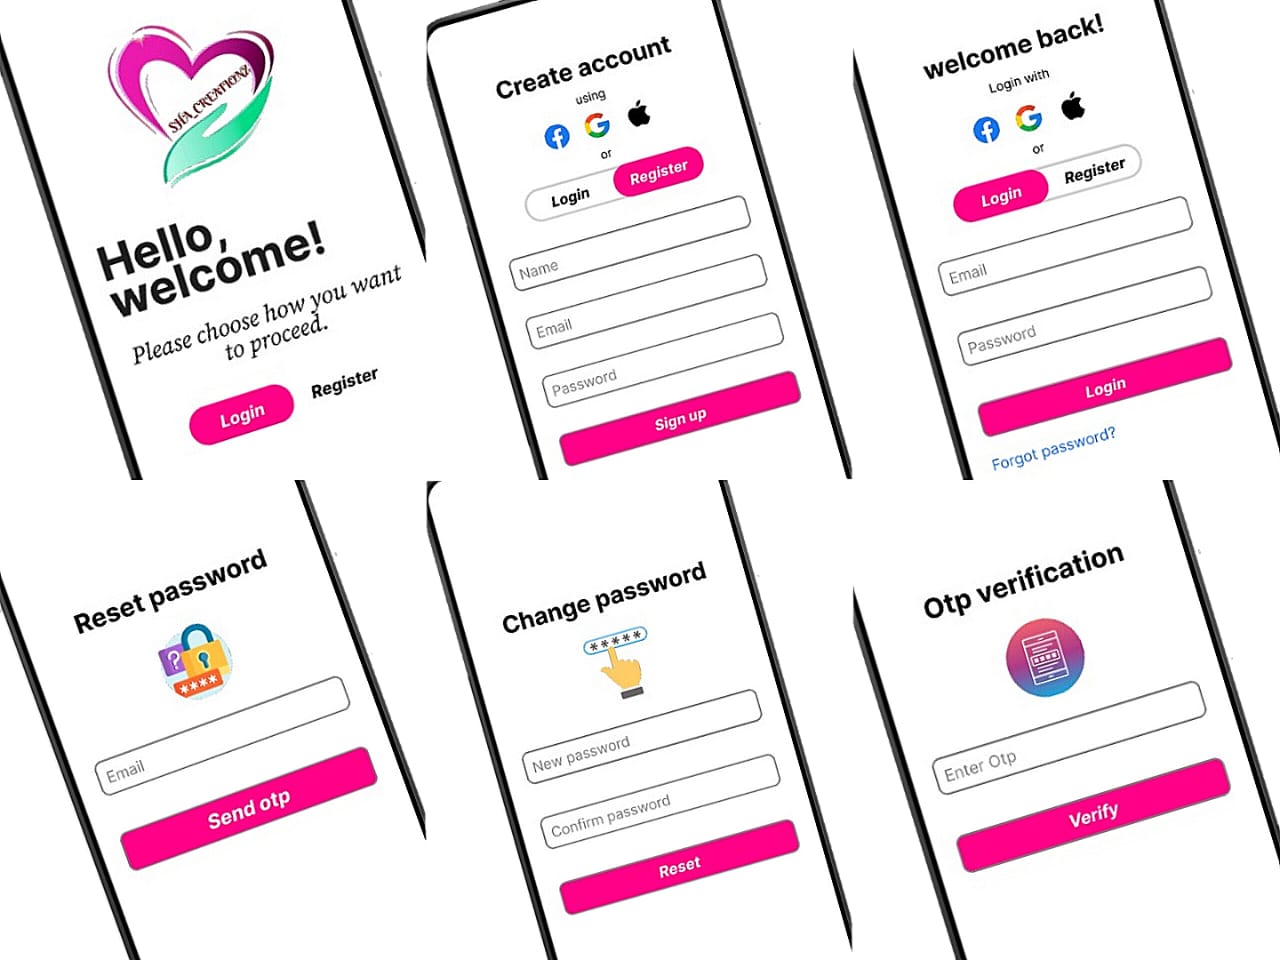 SHA_CREATIONZ
Hello,
welcome!
Please choose how you want
to proceed.
Login
Register
Create account
using
or
Login
Register
Name
Email
Password
Sign up
welcome back!
Login with
or
Login
Register
Email
Password
Login
Forgot password?
Reset password
?
****
Email
Send otp
Change password
*****
New password
Confirm password
Reset
Otp verification
****
Enter Otp
Verify